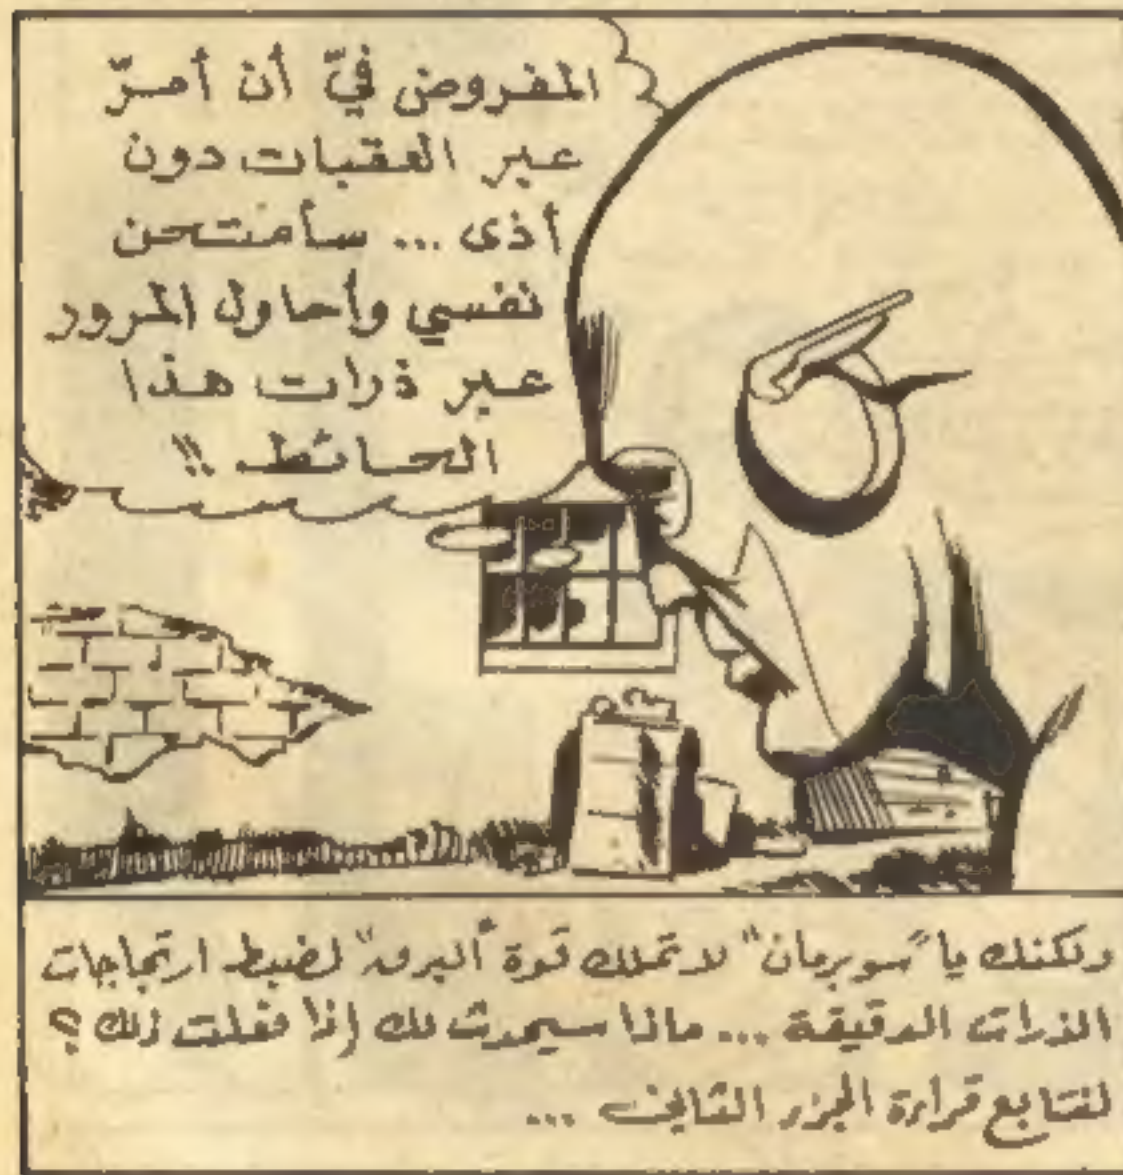 المفروض فيّ أن أمرّ
عبر العقبات دون
أذى ... سأمتحن
نفسي وأحاول المرور
عبر ذرات هذا
الحائط !!
ولكنك يا "سوبرمان" لا تملك قوة "البرق" لضبط ارتجاجات
الذرات الدقيقة ... ماذا سيحدث لك إذا فعلت ذلك ؟
لنتابع قراءة الجزء الثاني ...